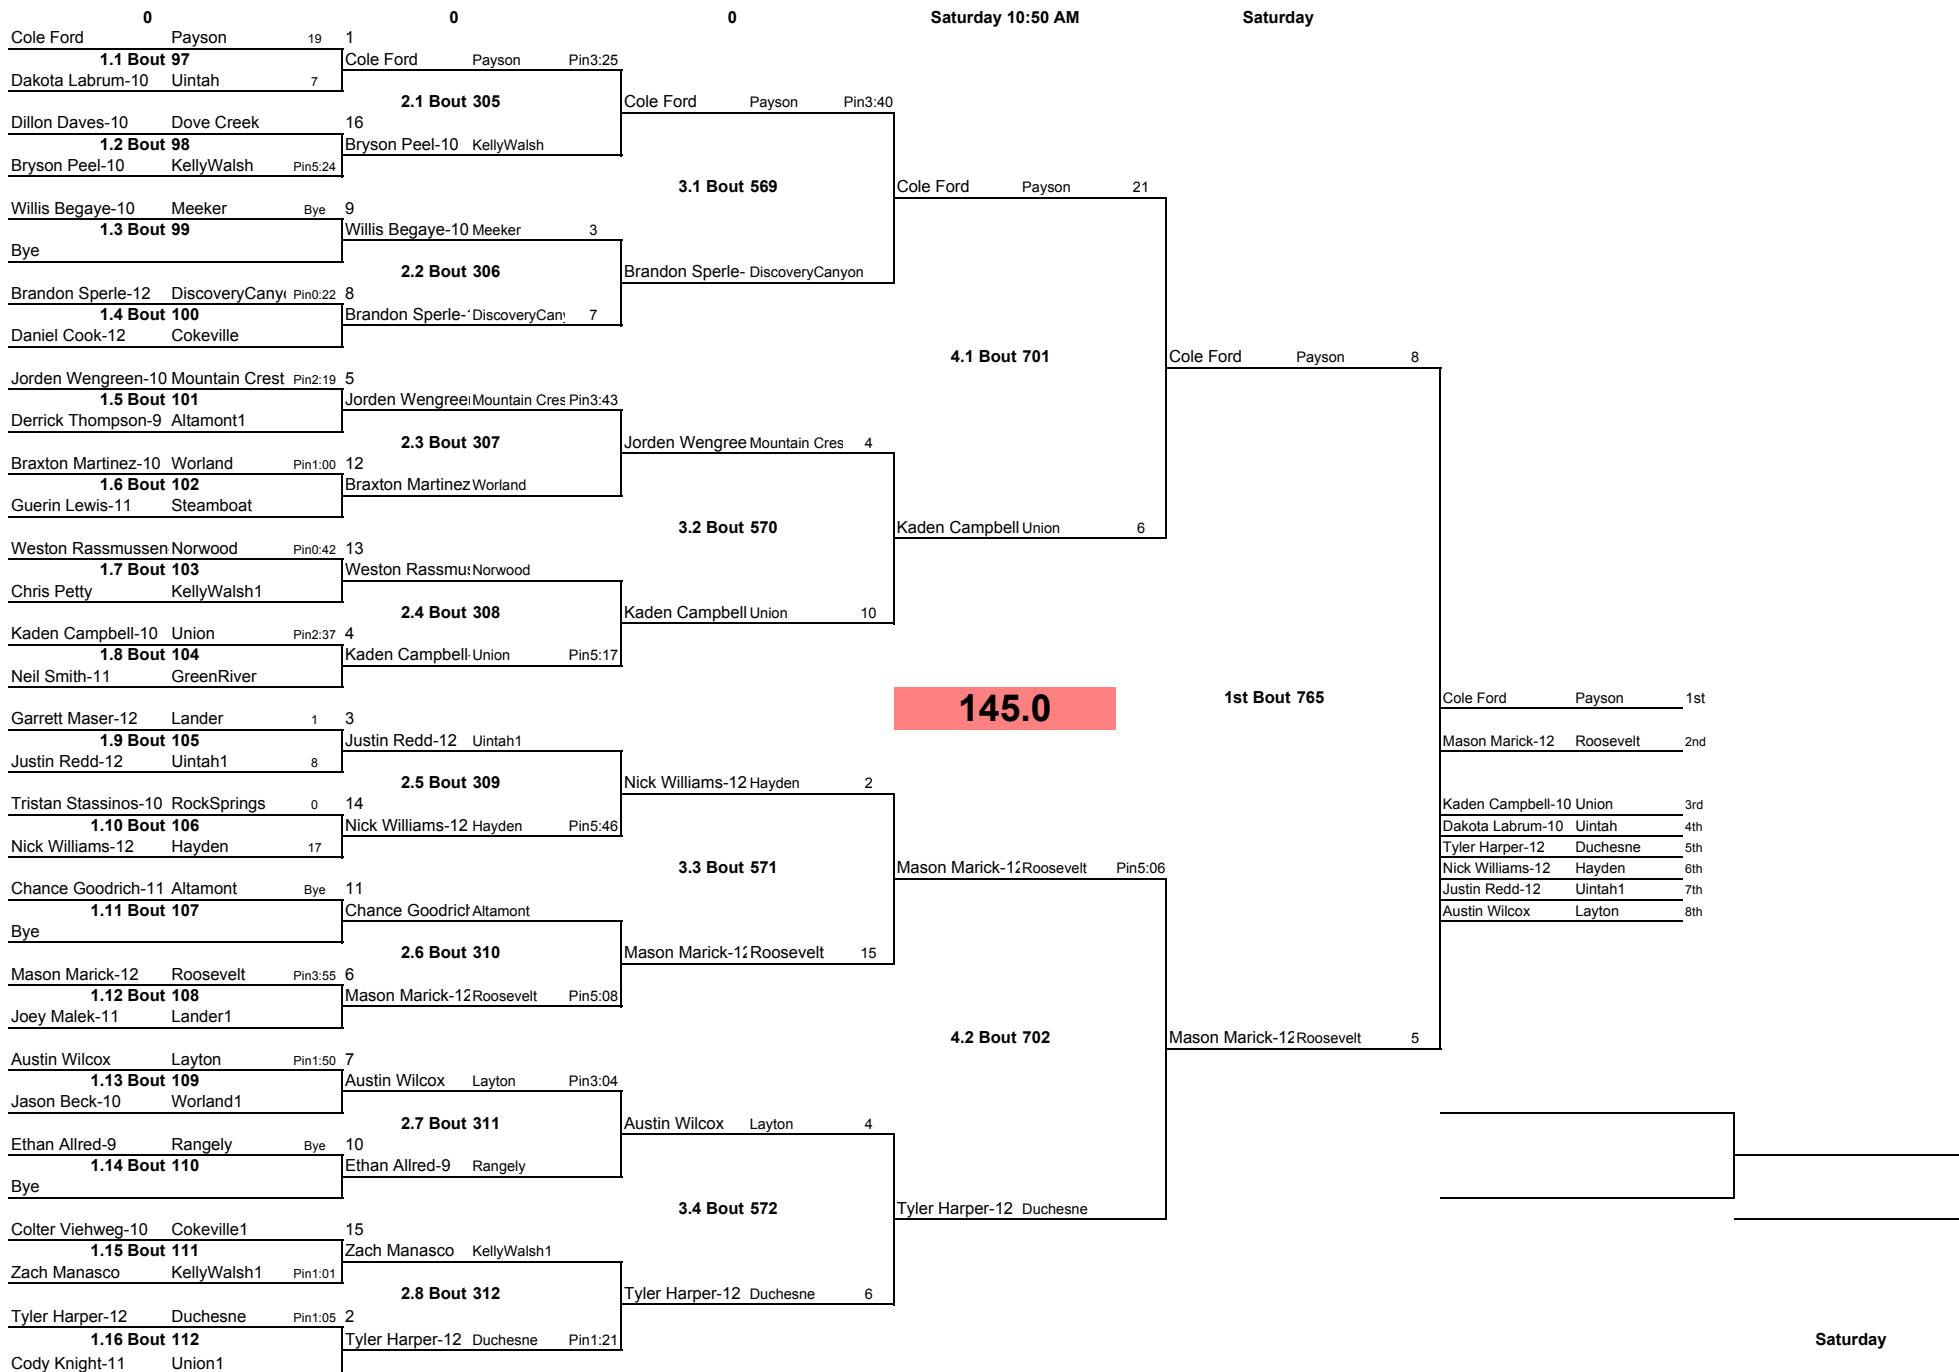 0 0 0 Saturday 10:50 AM Saturday
Cole Ford Payson 19 1
1.1 Bout 97
Cole Ford Payson Pin3:25
Dakota Labrum-10 Uintah 7
2.1 Bout 305
Cole Ford Payson Pin3:40
Dillon Daves-10 Dove Creek 16
1.2 Bout 98
Bryson Peel-10 KellyWalsh
Bryson Peel-10 KellyWalsh Pin5:24
3.1 Bout 569
Cole Ford Payson 21
Willis Begaye-10 Meeker Bye 9
1.3 Bout 99
Willis Begaye-10 Meeker 3
Bye
2.2 Bout 306
Brandon Sperle- DiscoveryCanyon
Brandon Sperle-12 DiscoveryCany Pin0:22 8
1.4 Bout 100
Brandon Sperle- DiscoveryCan 7
Daniel Cook-12 Cokeville
4.1 Bout 701
Cole Ford Payson 8
Jorden Wengreen-10 Mountain Crest Pin2:19 5
1.5 Bout 101
Jorden Wengree Mountain Cres Pin3:43
Derrick Thompson-9 Altamont1
2.3 Bout 307
Jorden Wengree Mountain Cres 4
Braxton Martinez-10 Worland Pin1:00 12
1.6 Bout 102
Braxton Martinez Worland
Guerin Lewis-11 Steamboat
3.2 Bout 570
Kaden Campbell Union 6
Weston Rassmussen Norwood Pin0:42 13
1.7 Bout 103
Weston Rassmu Norwood
Chris Petty KellyWalsh1
2.4 Bout 308
Kaden Campbell Union 10
Kaden Campbell-10 Union Pin2:37 4
1.8 Bout 104
Kaden Campbell- Union Pin5:17
Neil Smith-11 GreenRiver
145.0
1st Bout 765
Cole Ford Payson 1st
Garrett Maser-12 Lander 1 3
1.9 Bout 105
Justin Redd-12 Uintah1
Mason Marick-12 Roosevelt 2nd
Justin Redd-12 Uintah1 8
2.5 Bout 309
Nick Williams-12 Hayden 2
Tristan Stassinos-10 RockSprings 0 14
Kaden Campbell-10 Union 3rd
1.10 Bout 106
Nick Williams-12 Hayden Pin5:46
Dakota Labrum-10 Uintah 4th
Nick Williams-12 Hayden 17
Tyler Harper-12 Duchesne 5th
3.3 Bout 571
Mason Marick-12 Roosevelt Pin5:06
Nick Williams-12 Hayden 6th
Chance Goodrich-11 Altamont Bye 11
Justin Redd-12 Uintah1 7th
1.11 Bout 107
Chance Goodrich Altamont
Austin Wilcox Layton 8th
Bye
2.6 Bout 310
Mason Marick-12 Roosevelt 15
Mason Marick-12 Roosevelt Pin3:55 6
1.12 Bout 108
Mason Marick-12 Roosevelt Pin5:08
Joey Malek-11 Lander1
4.2 Bout 702
Mason Marick-12 Roosevelt 5
Austin Wilcox Layton Pin1:50 7
1.13 Bout 109
Austin Wilcox Layton Pin3:04
Jason Beck-10 Worland1
2.7 Bout 311
Austin Wilcox Layton 4
Ethan Allred-9 Rangely Bye 10
1.14 Bout 110
Ethan Allred-9 Rangely
Bye
3.4 Bout 572
Tyler Harper-12 Duchesne
Colter Viehweg-10 Cokeville1 15
1.15 Bout 111
Zach Manasco KellyWalsh1
Zach Manasco KellyWalsh1 Pin1:01
2.8 Bout 312
Tyler Harper-12 Duchesne 6
Tyler Harper-12 Duchesne Pin1:05 2
1.16 Bout 112
Tyler Harper-12 Duchesne Pin1:21
Saturday
Cody Knight-11 Union1